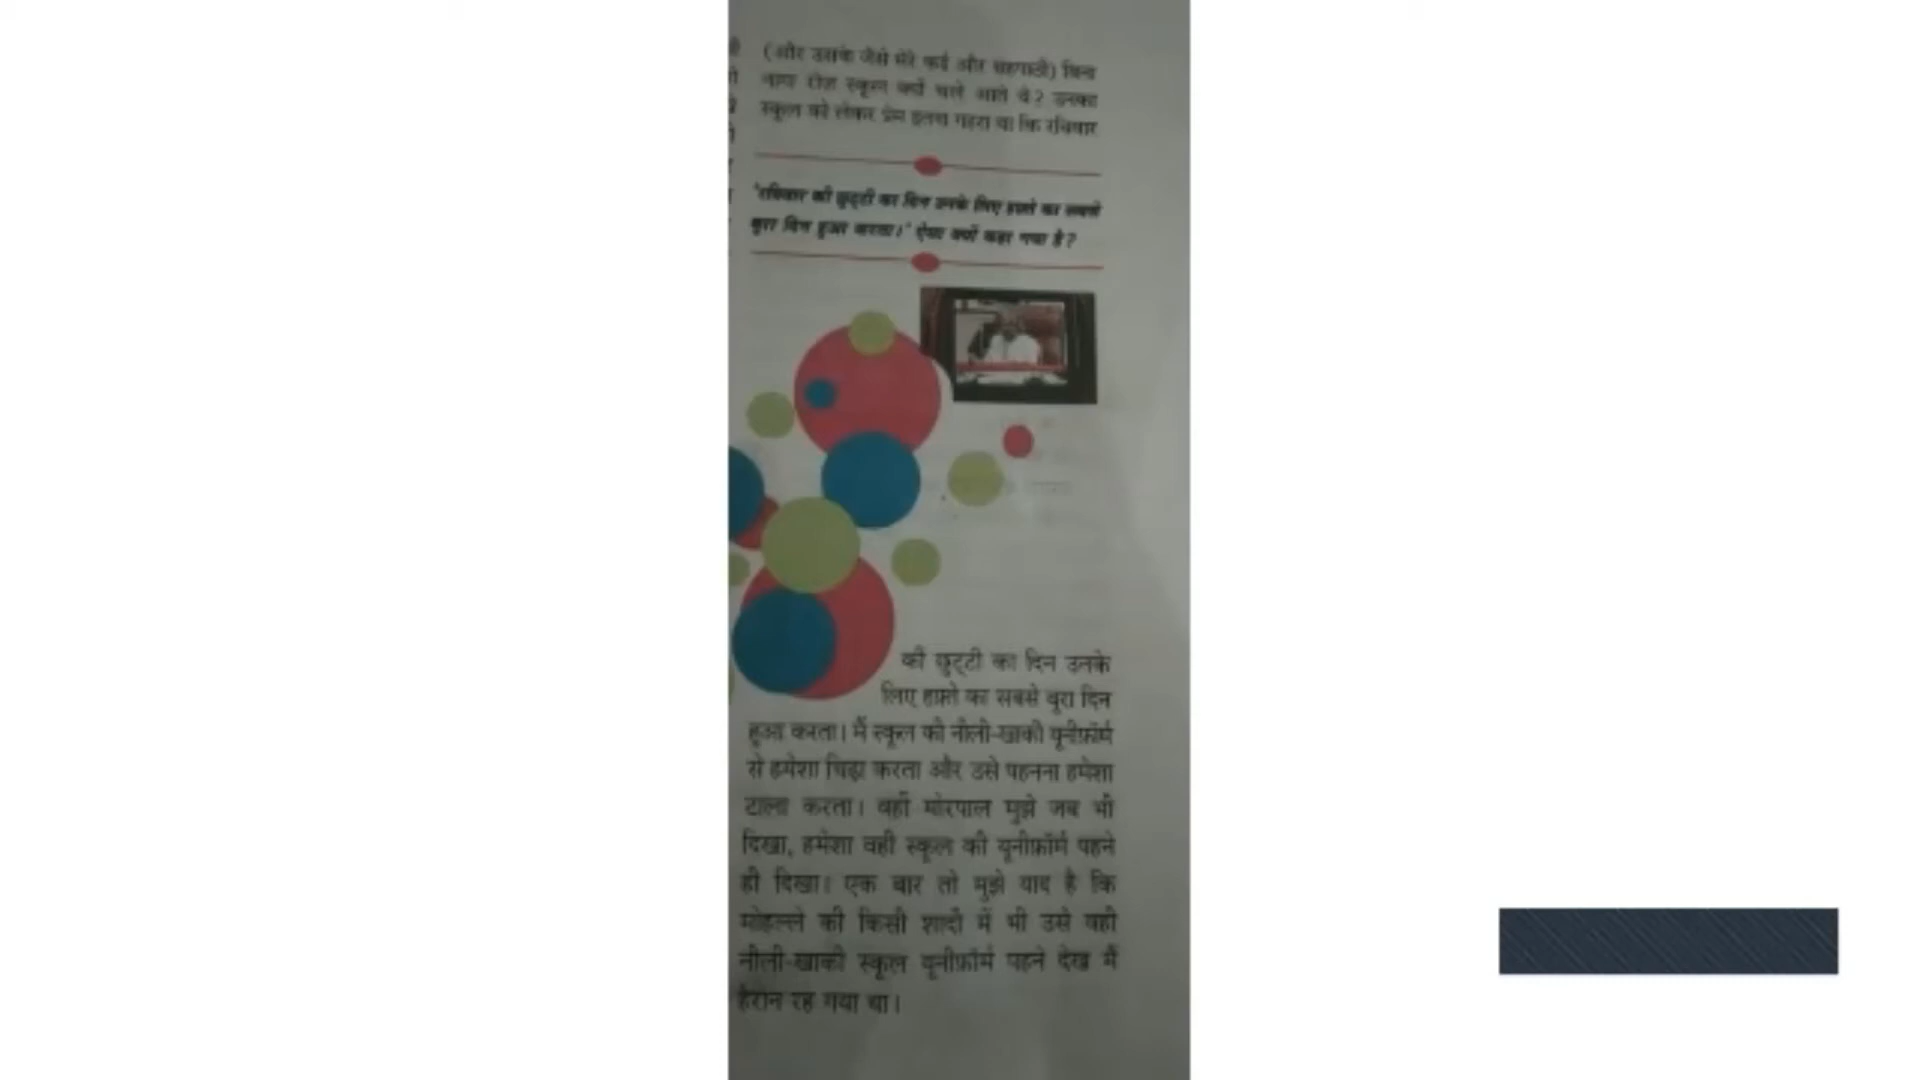 (और उसके जैसे मेरे कई और सहपाठी) बिना
नागा रोज़ स्कूल क्यों चले आते थे? उनका
स्कूल को लेकर प्रेम इतना गहरा था कि रविवार
"रविवार की छुट्टी का दिन उनके लिए हफ़्ते का सबसे
बुरा दिन हुआ करता।" ऐसा क्यों कहा गया है?
की छुट्टी का दिन उनके
लिए हफ़्ते का सबसे बुरा दिन
हुआ करता। मैं स्कूल की नीली-खाकी यूनीफ़ॉर्म
से हमेशा चिढ़ा करता और उसे पहनना हमेशा
टाला करता। वहीं मोरपाल मुझे जब भी
दिखा, हमेशा वही स्कूल की यूनीफ़ॉर्म पहने
ही दिखा। एक बार तो मुझे याद है कि
मोहल्ले की किसी शादी में भी उसे वही
नीली-खाकी स्कूल यूनीफ़ॉर्म पहने देख मैं
हैरान रह गया था।